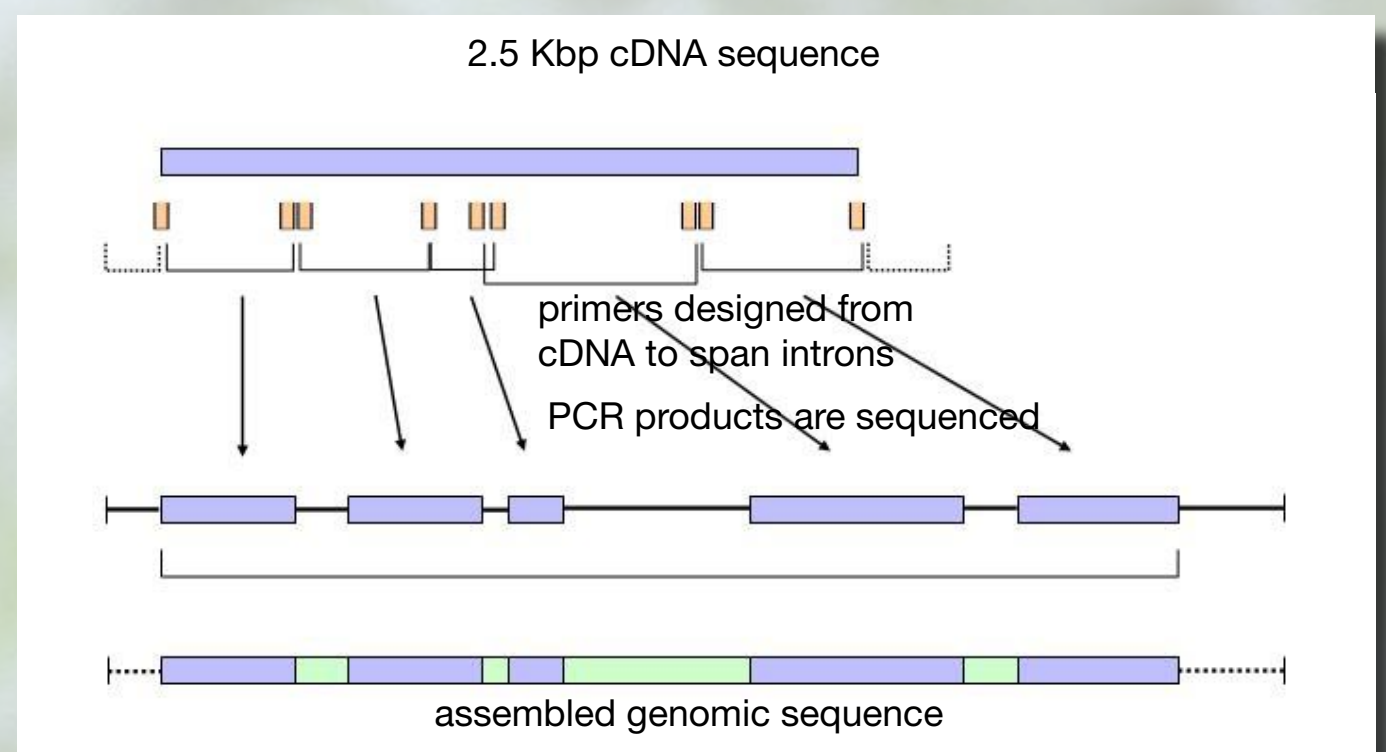 2.5 Kbp cDNA sequence
primers designed from
cDNA to span introns
PCR products are sequenced
assembled genomic sequence